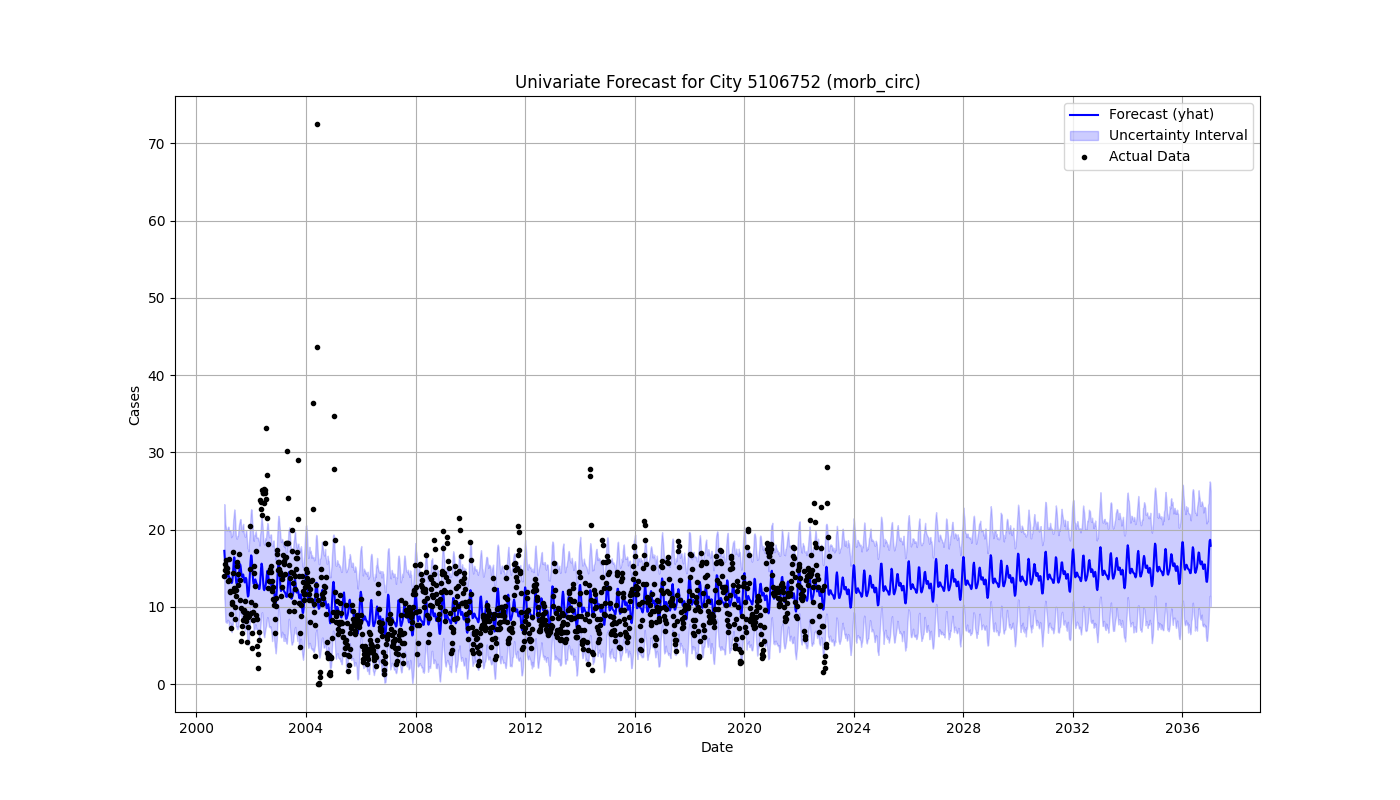 Univariate Forecast for City 5106752 (morb_circ)
Forecast (yhat)
Uncertainty Interval
Actual Data
Cases
70
60
50
40
30
20
10
0
2000 2004 2008 2012 2016 2020 2024 2028 2032 2036
Date